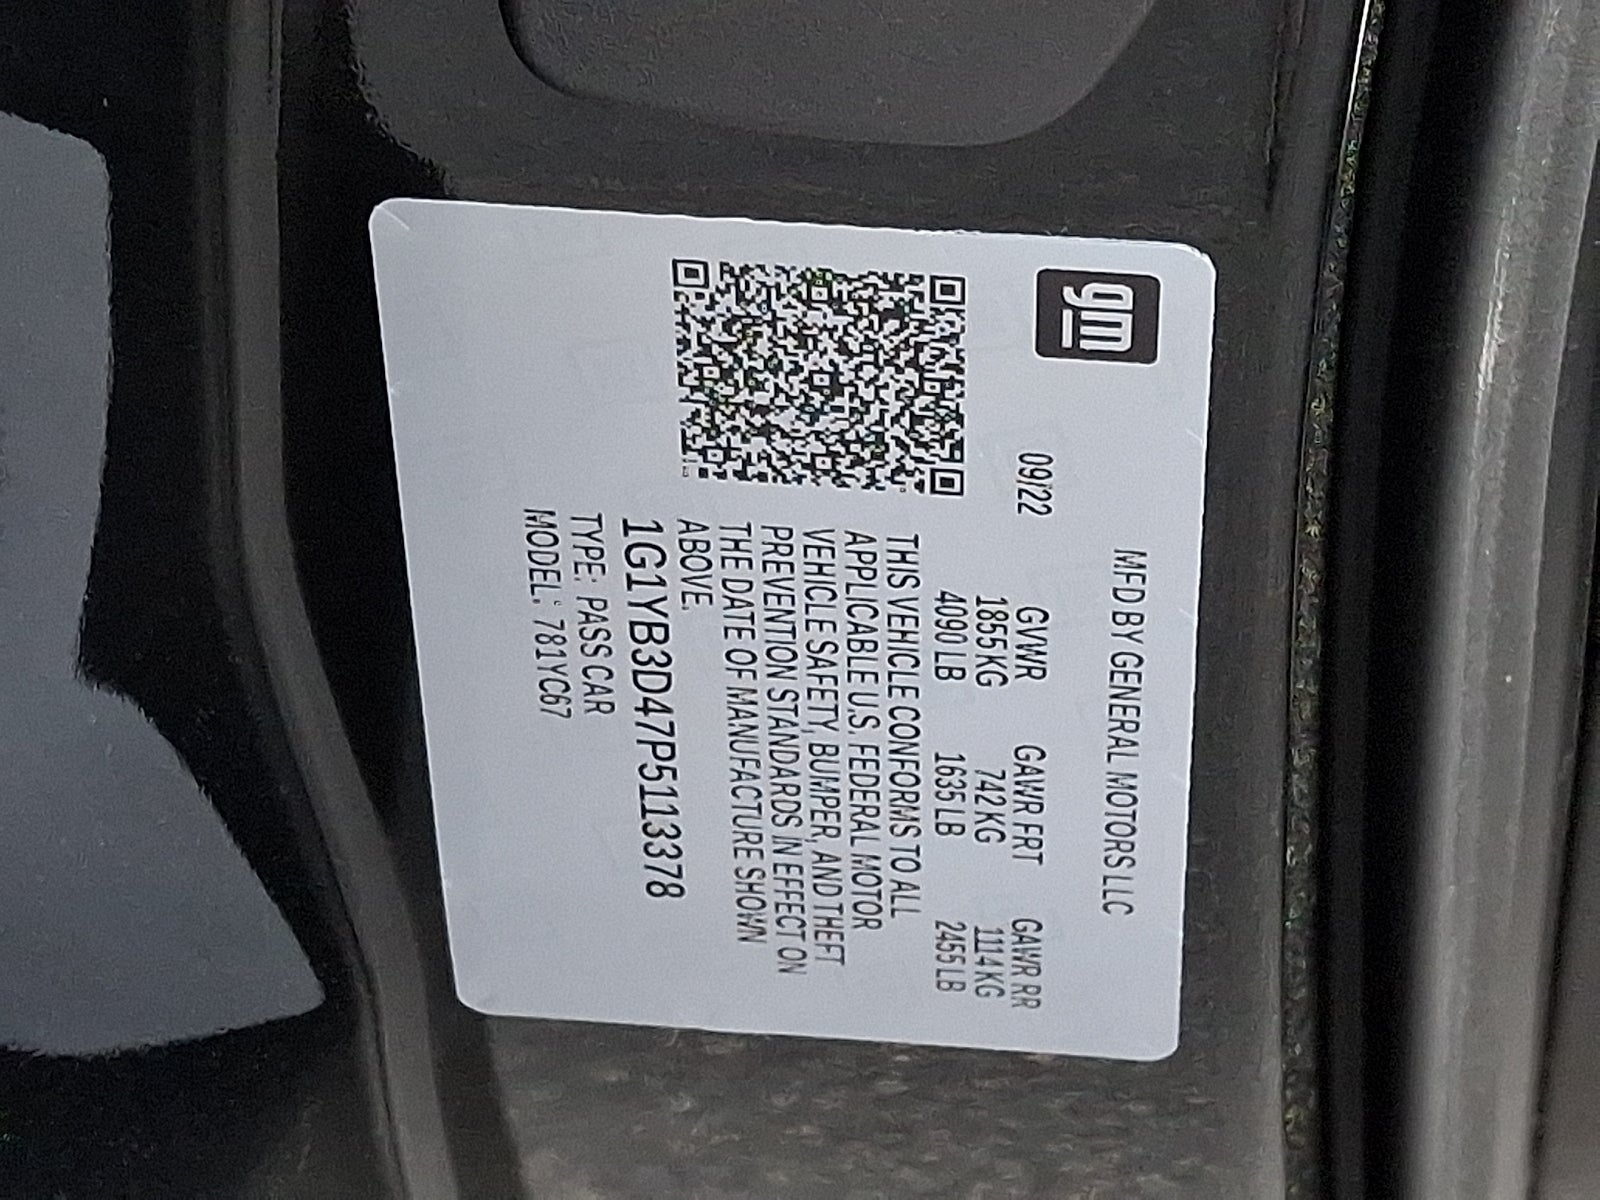 gm
MFD BY GENERAL MOTORS LLC
09/22 GVWR GAWR FRT GAWR RR
1855 KG 742 KG 1114 KG
4090 LB 1635 LB 2455 LB
THIS VEHICLE CONFORMS TO ALL
APPLICABLE U.S. FEDERAL MOTOR
VEHICLE SAFETY, BUMPER, AND THEFT
PREVENTION STANDARDS IN EFFECT ON
THE DATE OF MANUFACTURE SHOWN
ABOVE.
1G1YB3D47P5113378
TYPE: PASS CAR
MODEL: 781YC67